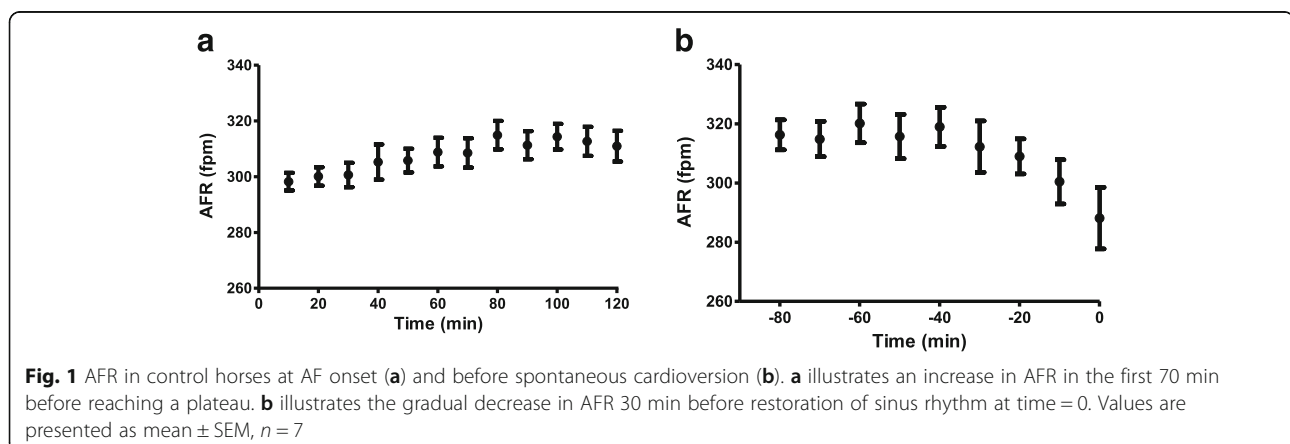 a
340
320
300
280
260
AFR (fpm)
0 20 40 60 80 100 120
Time (min)
b
340
320
300
280
260
AFR (fpm)
-80 -60 -40 -20 0
Time (min)
Fig. 1 AFR in control horses at AF onset (a) and before spontaneous cardioversion (b). a illustrates an increase in AFR in the first 70 min
before reaching a plateau. b illustrates the gradual decrease in AFR 30 min before restoration of sinus rhythm at time = 0. Values are
presented as mean ± SEM, n = 7